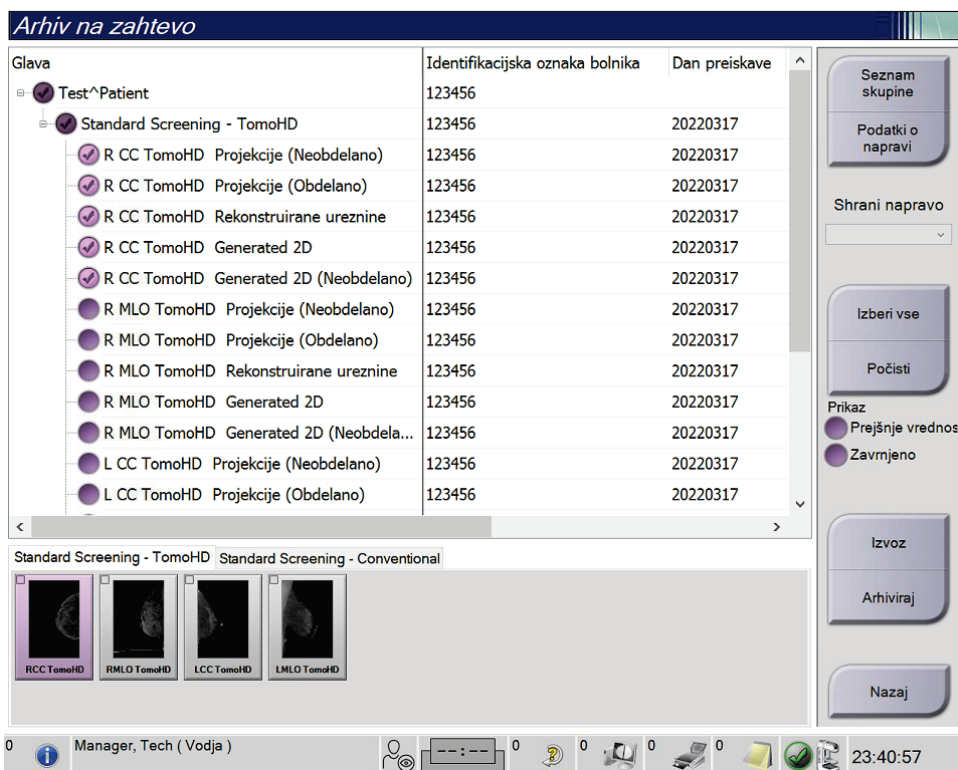 Arhiv na zahtevo
Glava Identifikacijska oznaka bolnika Dan preiskave
Test^Patient 123456
Standard Screening - TomoHD 123456 20220317
R CC TomoHD Projekcije (Neobdelano) 123456 20220317
R CC TomoHD Projekcije (Obdelano) 123456 20220317
R CC TomoHD Rekonstruirane ureznine 123456 20220317
R CC TomoHD Generated 2D 123456 20220317
R CC TomoHD Generated 2D (Neobdelano) 123456 20220317
R MLO TomoHD Projekcije (Neobdelano) 123456 20220317
R MLO TomoHD Projekcije (Obdelano) 123456 20220317
R MLO TomoHD Rekonstruirane ureznine 123456 20220317
R MLO TomoHD Generated 2D 123456 20220317
R MLO TomoHD Generated 2D (Neobdela... 123456 20220317
L CC TomoHD Projekcije (Neobdelano) 123456 20220317
L CC TomoHD Projekcije (Obdelano) 123456 20220317
Seznam
skupine
Podatki o
napravi
Shrani napravo
Izberi vse
Počisti
Prikaz
Prejšnje vrednos
Zavrnjeno
Izvoz
Arhiviraj
Nazaj
Standard Screening - TomoHD Standard Screening - Conventional
RCC TomoHD RMLO TomoHD LCC TomoHD LMLO TomoHD
0 Manager, Tech ( Vodja ) --:-- 0 0 0 0 23:40:57